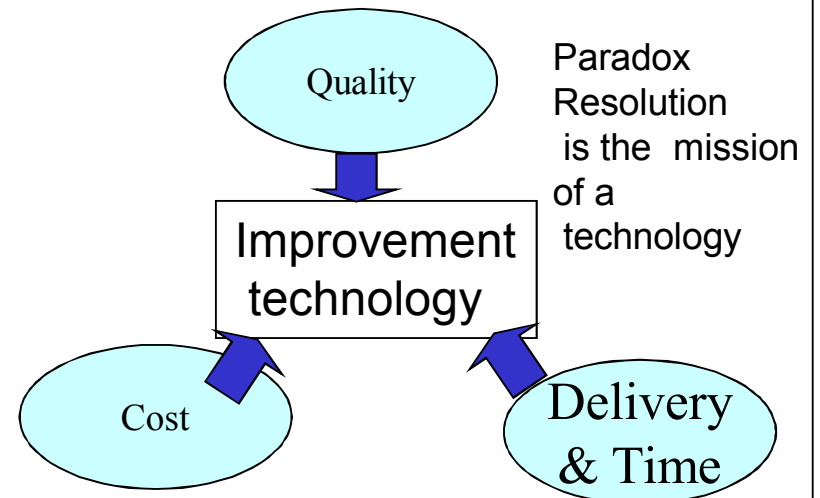 Quality
Paradox
Resolution
is the mission
of a
technology
Improvement
technology
Cost
Delivery
& Time